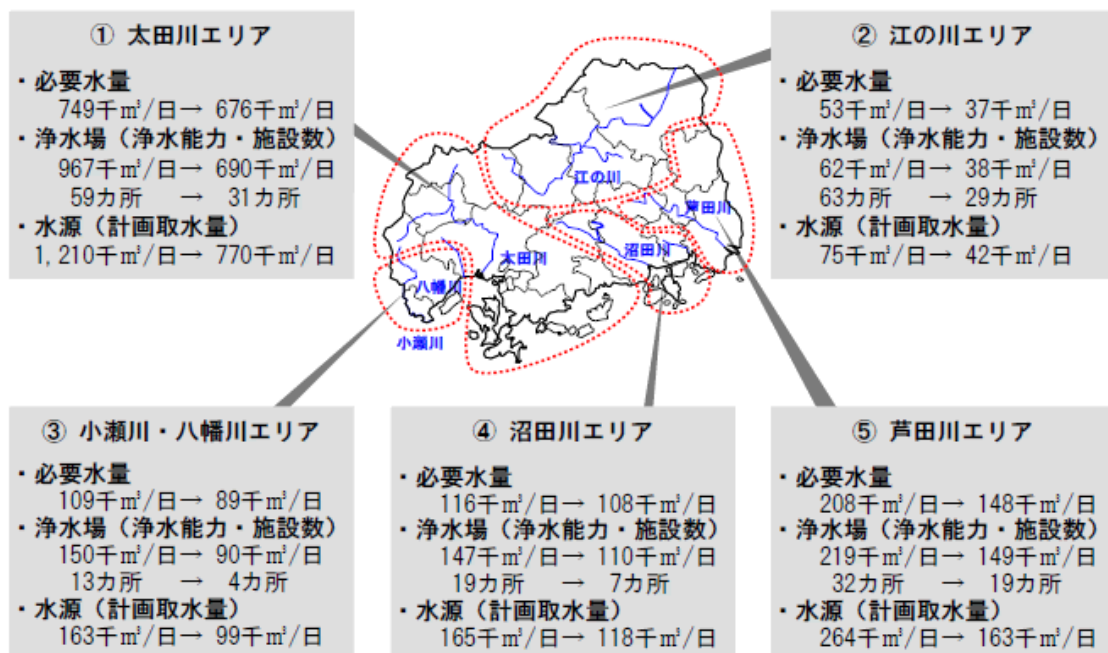 ① 太田川エリア
・必要水量
749千㎥/日→ 676千㎥/日
・浄水場（浄水能力・施設数）
967千㎥/日→ 690千㎥/日
59カ所 → 31カ所
・水源（計画取水量）
1,210千㎥/日→ 770千㎥/日
② 江の川エリア
・必要水量
53千㎥/日→ 37千㎥/日
・浄水場（浄水能力・施設数）
62千㎥/日→ 38千㎥/日
63カ所 → 29カ所
・水源（計画取水量）
75千㎥/日→ 42千㎥/日
江の川
芦田川
沼田川
太田川
八幡川
小瀬川
③ 小瀬川・八幡川エリア
・必要水量
109千㎥/日→ 89千㎥/日
・浄水場（浄水能力・施設数）
150千㎥/日→ 90千㎥/日
13カ所 → 4カ所
・水源（計画取水量）
163千㎥/日→ 99千㎥/日
④ 沼田川エリア
・必要水量
116千㎥/日→ 108千㎥/日
・浄水場（浄水能力・施設数）
147千㎥/日→ 110千㎥/日
19カ所 → 7カ所
・水源（計画取水量）
165千㎥/日→ 118千㎥/日
⑤ 芦田川エリア
・必要水量
208千㎥/日→ 148千㎥/日
・浄水場（浄水能力・施設数）
219千㎥/日→ 149千㎥/日
32カ所 → 19カ所
・水源（計画取水量）
264千㎥/日→ 163千㎥/日